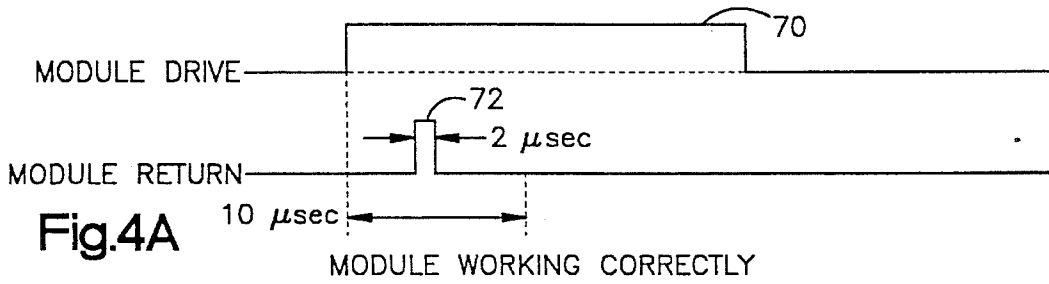 70
MODULE DRIVE
72
2 μsec
MODULE RETURN
10 μsec
Fig.4A
MODULE WORKING CORRECTLY